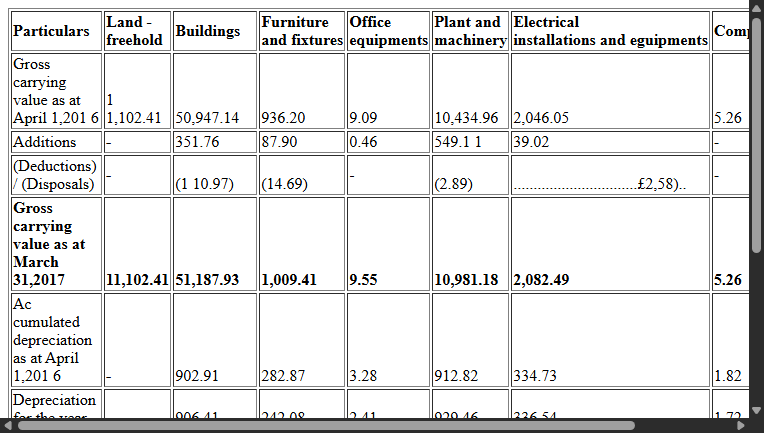 Particulars
Land -
freehold
Buildings
Furniture
and fixtures
Office
equipments
Plant and
machinery
Electrical
installations and eguipments
Com
Gross
carrying
value as at
April 1,201 6
1
1,102.41
50,947.14
936.20
9.09
10,434.96
2,046.05
5.26
Additions
-
351.76
87.90
0.46
549.1 1
39.02
-
(Deductions)
/ (Disposals)
-
(1 10.97)
(14.69)
-
(2.89)
.................................£2,58)..
-
Gross
carrying
value as at
March
31,2017
11,102.41
51,187.93
1,009.41
9.55
10,981.18
2,082.49
5.26
Ac
cumulated
depreciation
as at April
1,201 6
-
902.91
282.87
3.28
912.82
334.73
1.82
Depreciation
for the year
906.41
242.08
2.41
929.46
336.54
1.72